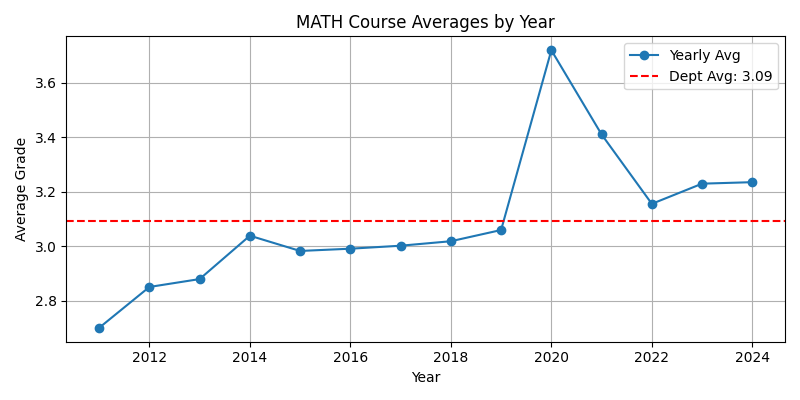 MATH Course Averages by Year
Yearly Avg
Dept Avg: 3.09
Average Grade
3.6
3.4
3.2
3.0
2.8
2012
2014
2016
2018
2020
2022
2024
Year